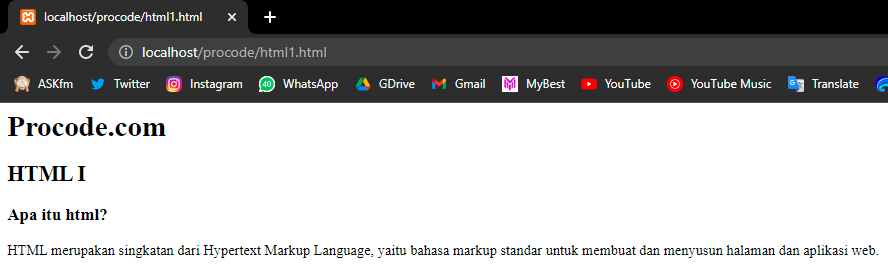 localhost/procode/html1.html
localhost/procode/html1.html
ASKfm Twitter Instagram 40 WhatsApp GDrive Gmail MyBest YouTube YouTube Music Translate
Procode.com
HTML I
Apa itu html?
HTML merupakan singkatan dari Hypertext Markup Language, yaitu bahasa markup standar untuk membuat dan menyusun halaman dan aplikasi web.